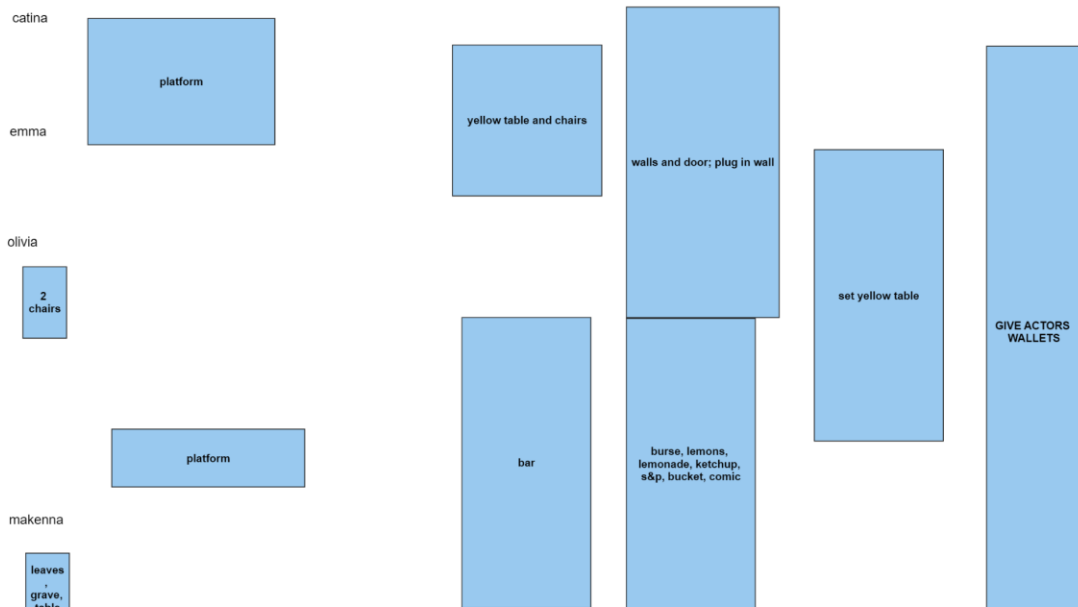 catina
platform
emma
yellow table and chairs
walls and door; plug in wall
olivia
2
chairs
set yellow table
GIVE ACTORS
WALLETS
platform
bar
burse, lemons,
lemonade, ketchup,
s&p, bucket, comic
makenna
leaves
,
grave,
table